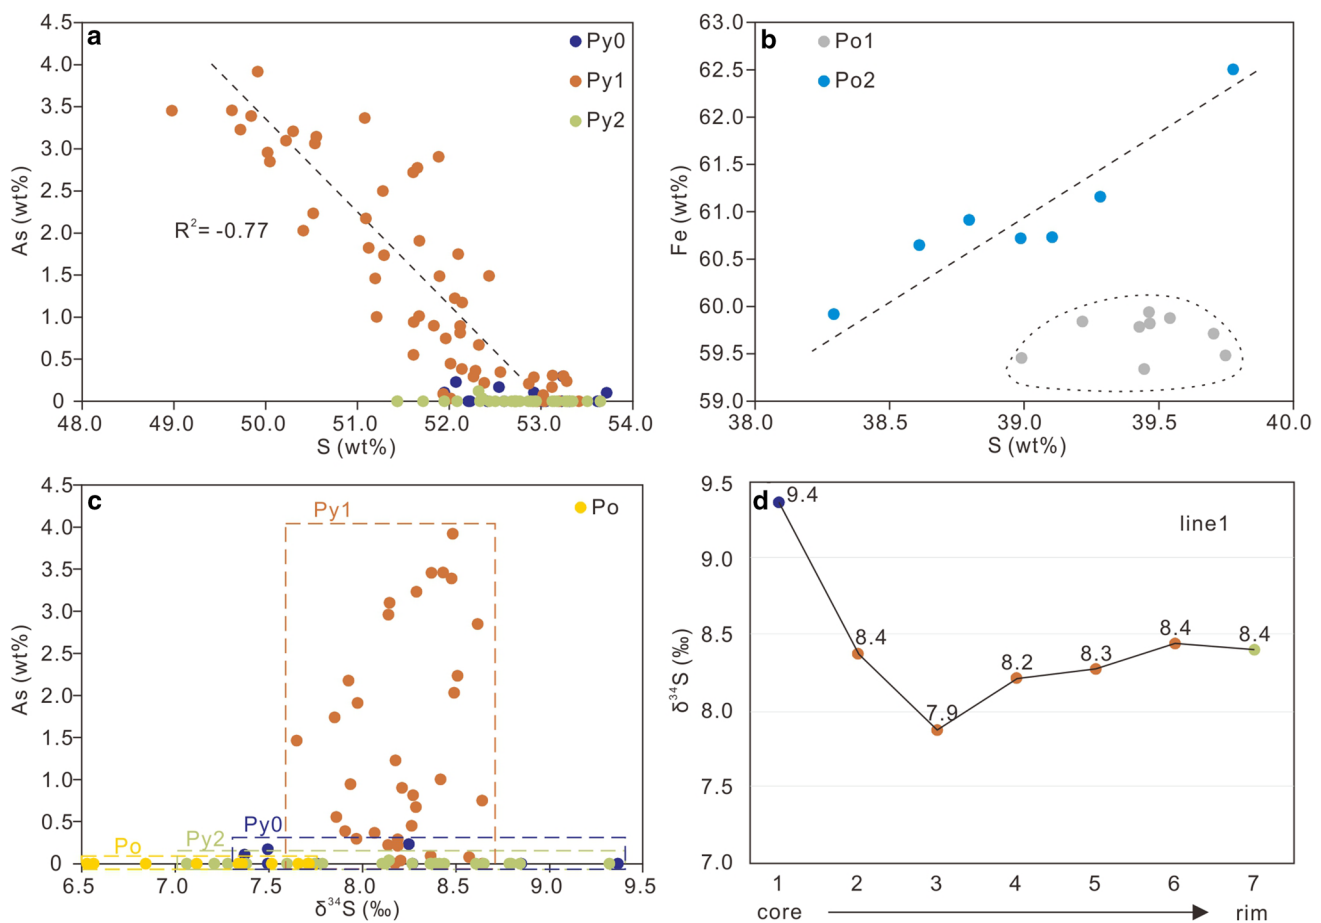 a
4.5
4.0
3.5
3.0
2.5
2.0
1.5
1.0
0.5
0
As (wt%)
Py0
Py1
Py2
R²= -0.77
48.0 49.0 50.0 51.0 52.0 53.0 54.0
S (wt%)
b
63.0
62.5
62.0
61.5
61.0
60.5
60.0
59.5
59.0
Fe (wt%)
Po1
Po2
38.0 38.5 39.0 39.5 40.0
S (wt%)
c
4.5
4.0
3.5
3.0
2.5
2.0
1.5
1.0
0.5
0
As (wt%)
Po
Py1
Py0
Py2
Po
6.5 7.0 7.5 8.0 8.5 9.0 9.5
δ³⁴S (‰)
d
9.5
9.0
8.5
8.0
7.5
7.0
δ³⁴S (‰)
line1
9.4
8.4
7.9
8.2
8.3
8.4
8.4
1 2 3 4 5 6 7
core rim